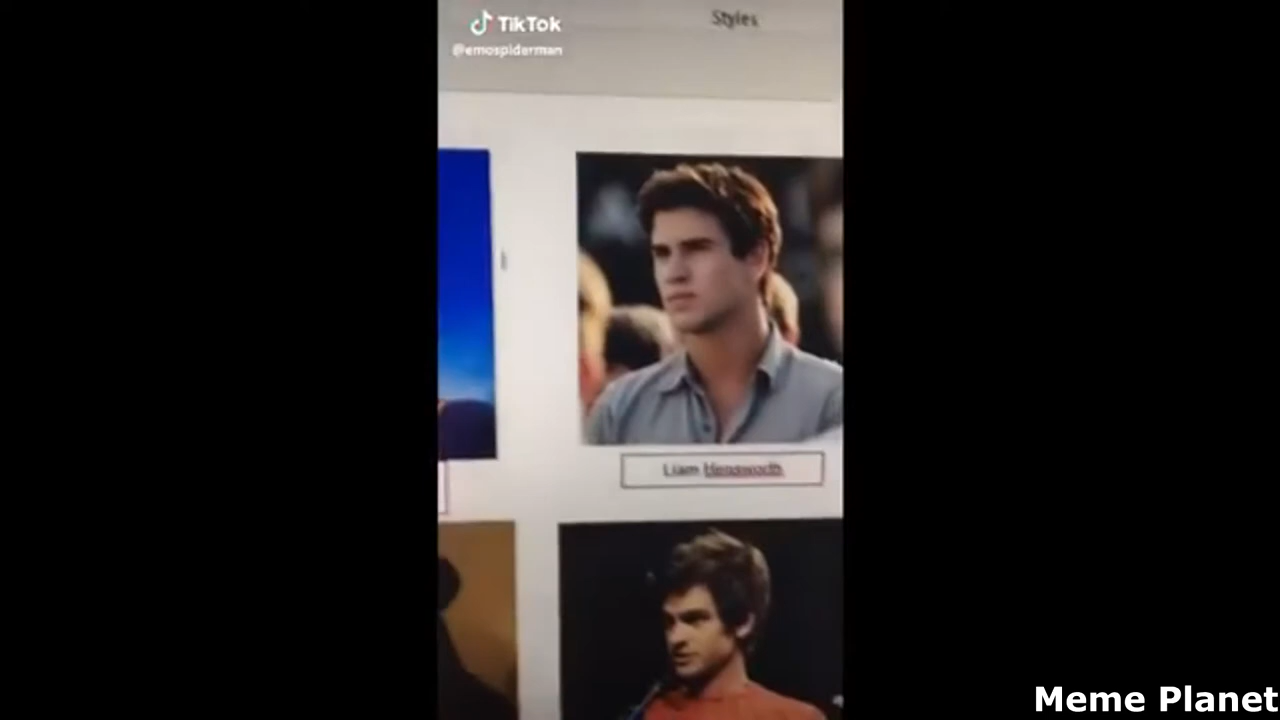 TikTok
@emospiderman
Styles
Liam Hemsworth
Meme Planet